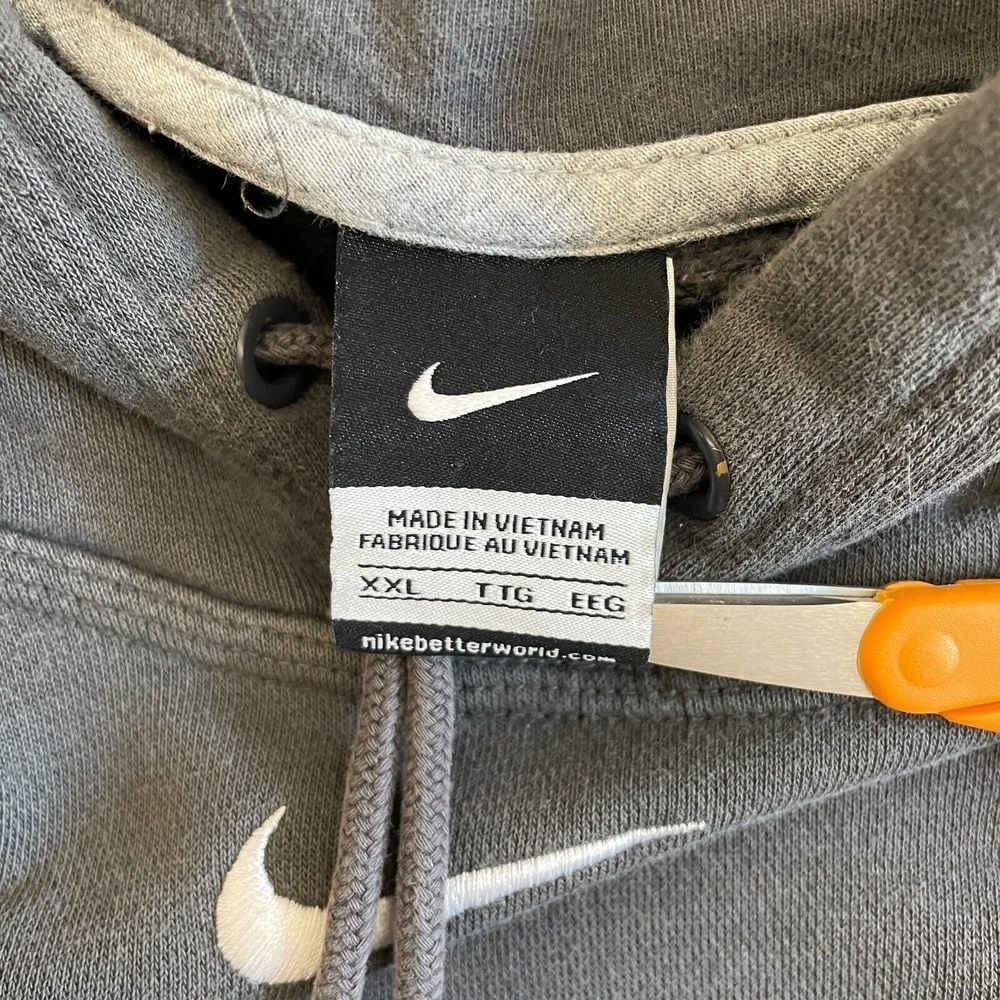 MADE IN VIETNAM
FABRIQUE AU VIETNAM
XXL TTG EEG
nikebetterworld.com